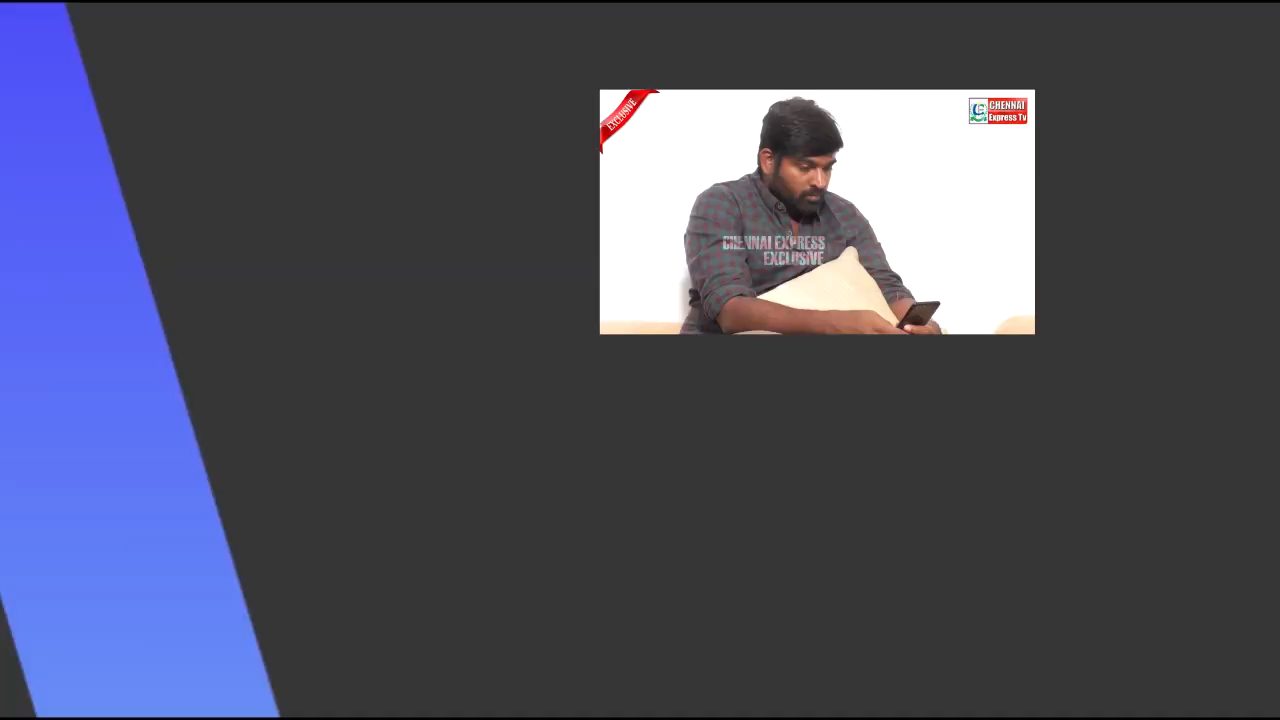 EXCLUSIVE
CHENNAI
Express Tv
CHENNAI EXPRESS
EXCLUSIVE